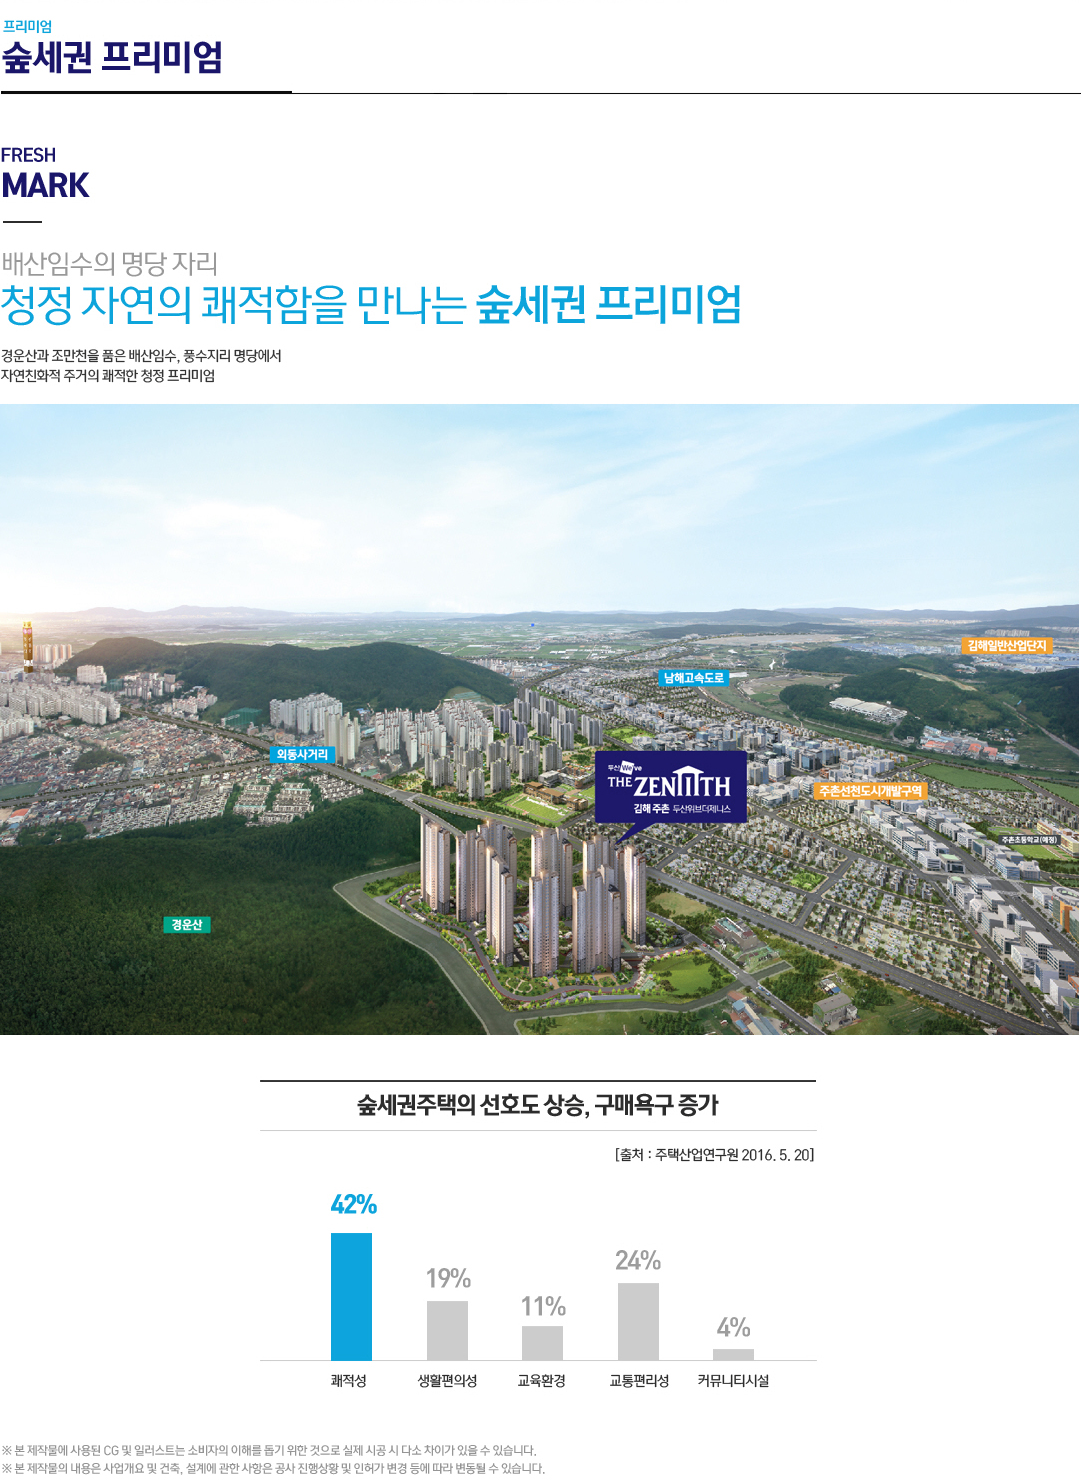 프리미엄
숲세권 프리미엄
FRESH
MARK
배산임수의 명당 자리
청정 자연의 쾌적함을 만나는 숲세권 프리미엄
경운산과 조만천을 품은 배산임수, 풍수지리 명당에서
자연친화적 주거의 쾌적한 청정 프리미엄
김해일반산업단지
남해고속도로
외동사거리
두산 We've
THE ZENITH
김해 주촌 두산위브더제니스
주촌선천도시개발구역
주촌초등학교(예정)
경운산
숲세권주택의 선호도 상승, 구매욕구 증가
[출처 : 주택산업연구원 2016. 5. 20]
42%
19%
11%
24%
4%
쾌적성
생활편의성
교육환경
교통편리성
커뮤니티시설
※ 본 제작물에 사용된 CG 및 일러스트는 소비자의 이해를 돕기 위한 것으로 실제 시공 시 다소 차이가 있을 수 있습니다.
※ 본 제작물의 내용은 사업개요 및 건축, 설계에 관한 사항은 공사 진행상황 및 인허가 변경 등에 따라 변동될 수 있습니다.